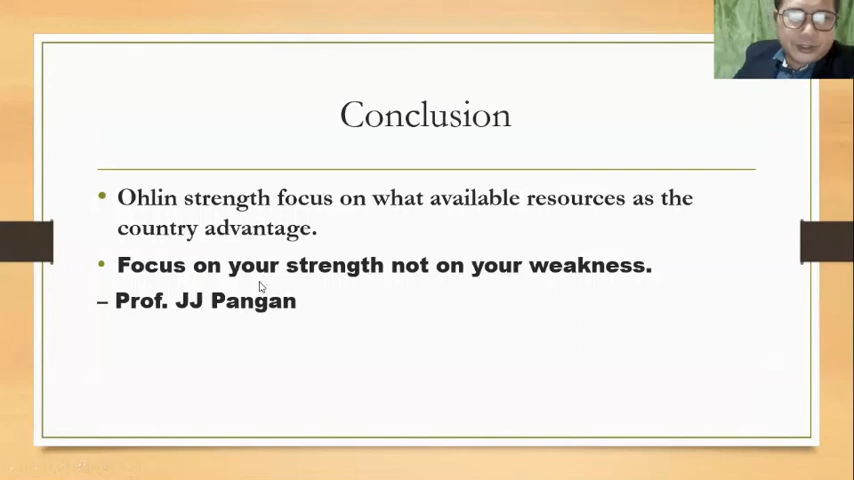 Conclusion
• Ohlin strength focus on what available resources as the
country advantage.
• Focus on your strength not on your weakness.
– Prof. JJ Pangan